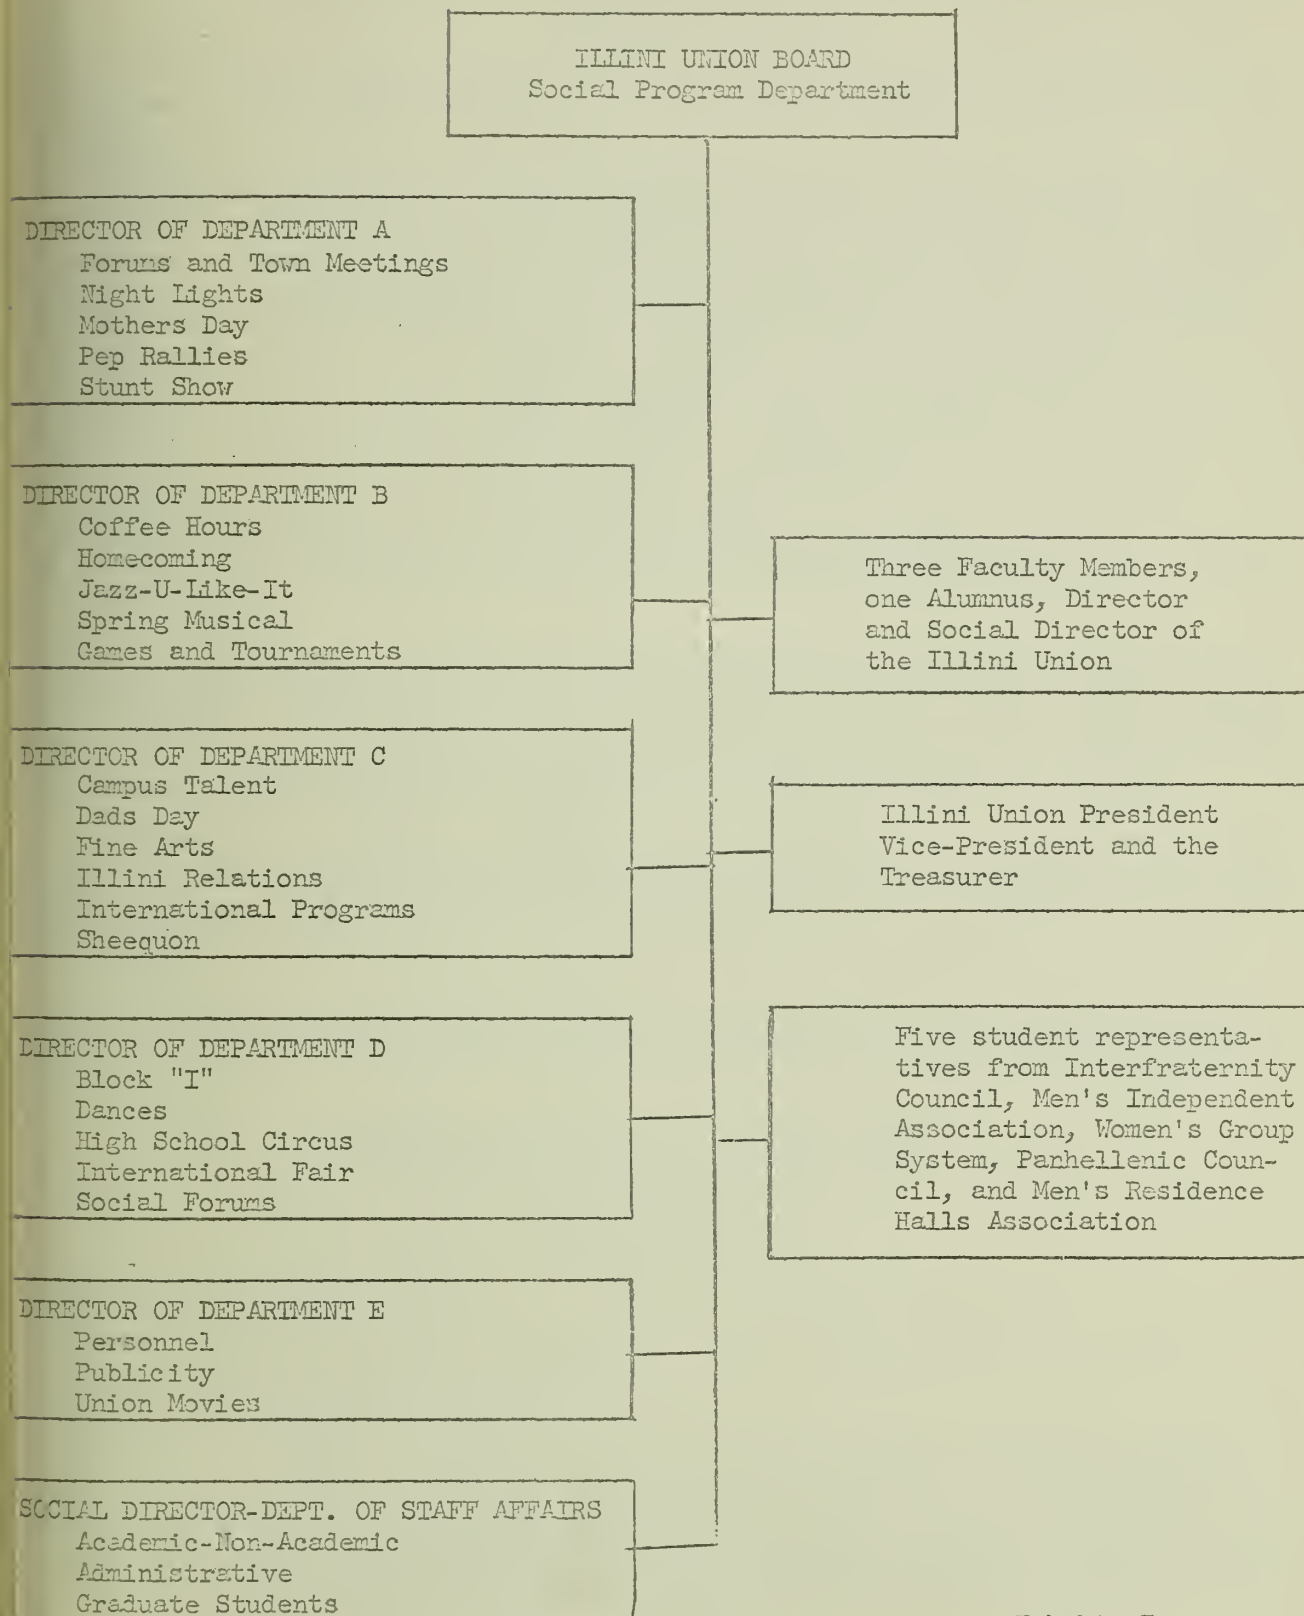 ILLINI UNION BOARD
Social Program Department
DIRECTOR OF DEPARTMENT A
Forums and Town Meetings
Night Lights
Mothers Day
Pep Rallies
Stunt Show
DIRECTOR OF DEPARTMENT B
Coffee Hours
Homecoming
Jazz-U-Like-It
Spring Musical
Games and Tournaments
Three Faculty Members,
one Alumnus, Director
and Social Director of
the Illini Union
DIRECTOR OF DEPARTMENT C
Campus Talent
Dads Day
Fine Arts
Illini Relations
International Programs
Sheequon
Illini Union President
Vice-President and the
Treasurer
DIRECTOR OF DEPARTMENT D
Block "I"
Dances
High School Circus
International Fair
Social Forums
Five student representa-
tives from Interfraternity
Council, Men's Independent
Association, Women's Group
System, Panhellenic Coun-
cil, and Men's Residence
Halls Association
DIRECTOR OF DEPARTMENT E
Personnel
Publicity
Union Movies
SOCIAL DIRECTOR-DEPT. OF STAFF AFFAIRS
Academic-Non-Academic
Administrative
Graduate Students